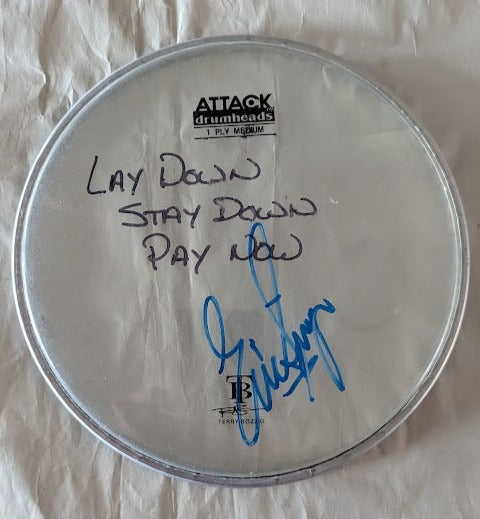 ATTACK
drumheads
1 PLY MEDIUM
LAY DOWN
STAY DOWN
PAY NOW
TB
TERRY BOZZIO